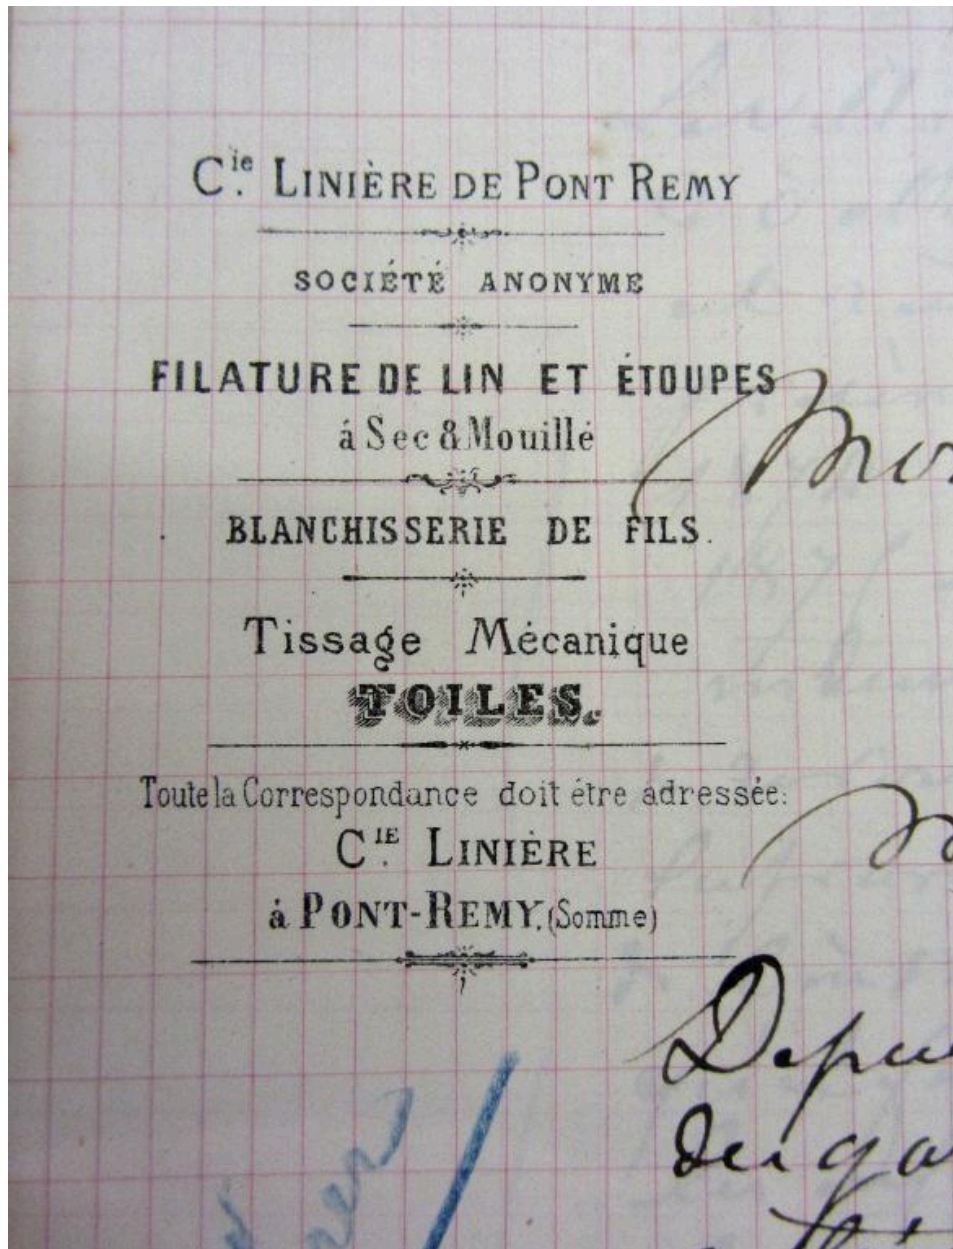 Cie. LINIÈRE DE PONT REMY
SOCIÉTÉ ANONYME
FILATURE DE LIN ET ÉTOUPES
á Sec & Mouillé
BLANCHISSERIE DE FILS.
Tissage Mécanique
TOILES.
Toute la Correspondance doit étre adressée:
CIE. LINIÈRE
á PONT-REMY. (Somme)